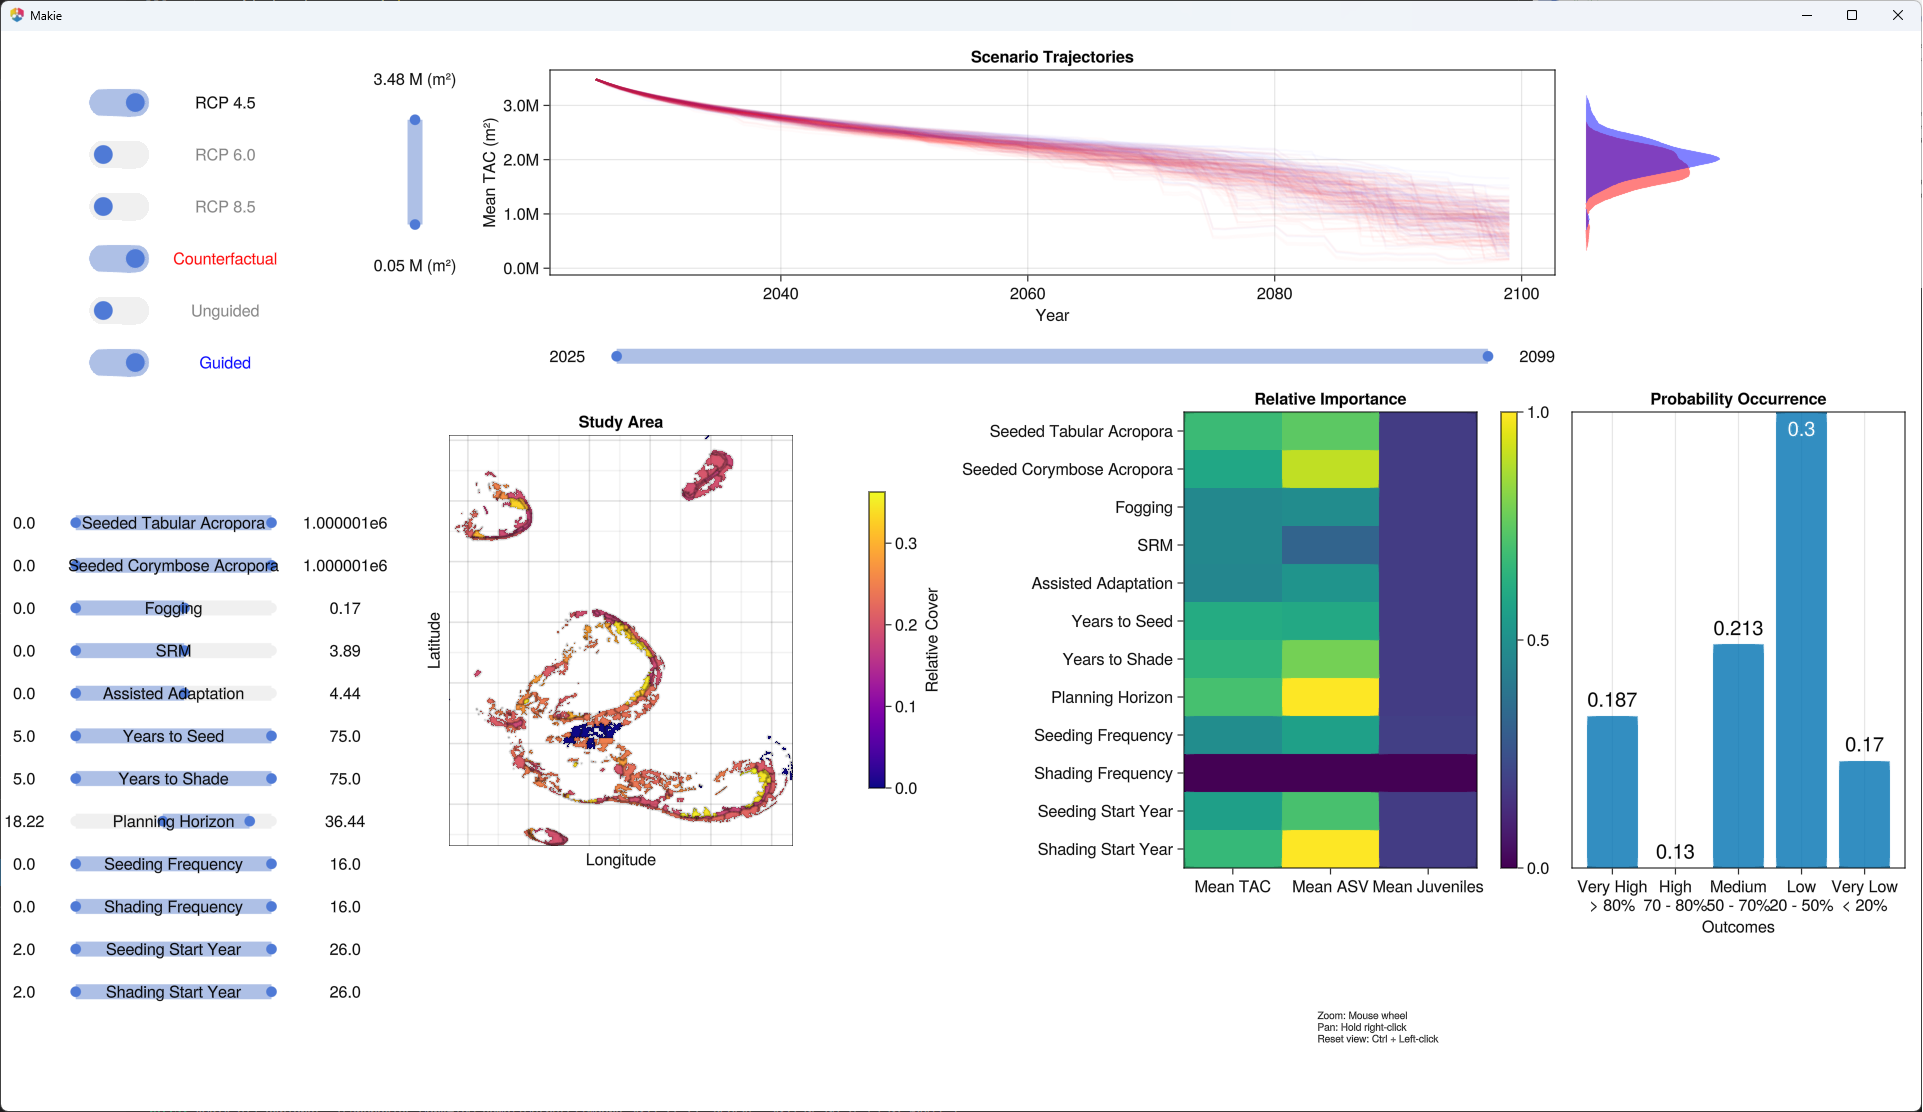 Makie
RCP 4.5
RCP 6.0
RCP 8.5
Counterfactual
Unguided
Guided
3.48 M (m²)
0.05 M (m²)
Scenario Trajectories
Mean TAC (m²)
3.0M
2.0M
1.0M
0.0M
2040 2060 2080 2100
Year
2025 2099
0.0 Seeded Tabular Acropora 1.000001e6
0.0 Seeded Corymbose Acropora 1.000001e6
0.0 Fogging 0.17
0.0 SRM 3.89
0.0 Assisted Adaptation 4.44
5.0 Years to Seed 75.0
5.0 Years to Shade 75.0
18.22 Planning Horizon 36.44
0.0 Seeding Frequency 16.0
0.0 Shading Frequency 16.0
2.0 Seeding Start Year 26.0
2.0 Shading Start Year 26.0
Study Area
Latitude
Longitude
0.3
0.2
0.1
0.0
Relative Cover
Relative Importance
Seeded Tabular Acropora
Seeded Corymbose Acropora
Fogging
SRM
Assisted Adaptation
Years to Seed
Years to Shade
Planning Horizon
Seeding Frequency
Shading Frequency
Seeding Start Year
Shading Start Year
Mean TAC Mean ASV Mean Juveniles
1.0
0.5
0.0
Probability Occurrence
0.187
0.13
0.213
0.3
0.17
Very High High Medium Low Very Low
> 80% 70 - 80% 50 - 70% 20 - 50% < 20%
Outcomes
Zoom: Mouse wheel
Pan: Hold right-click
Reset view: Ctrl + Left-click